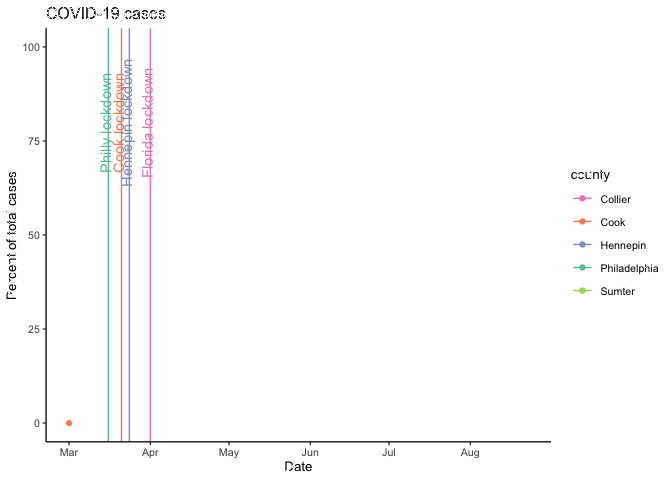 COVID-19 cases
100
75
50
25
0
Percent of total cases
Philly lockdown
Cook lockdown
Hennepin lockdown
Florida lockdown
Mar Apr May Jun Jul Aug
Date
county
Collier
Cook
Hennepin
Philadelphia
Sumter